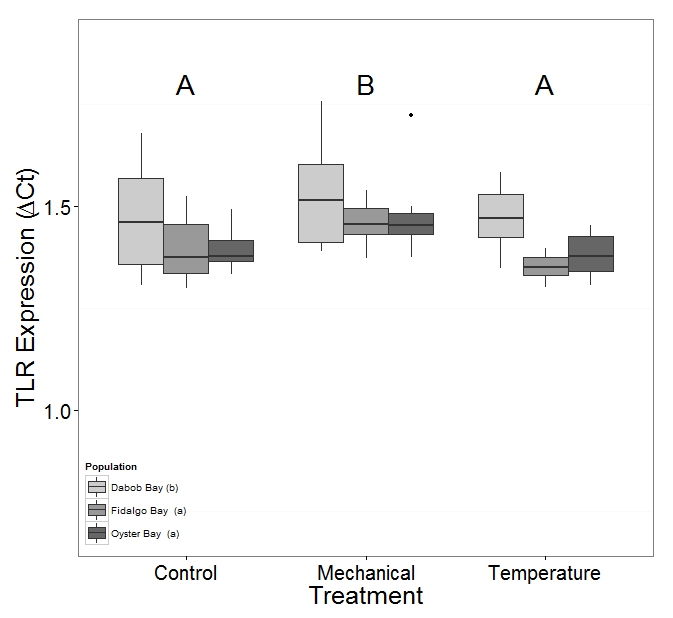 A B A
TLR Expression (ΔCt)
1.5
1.0
Population
Dabob Bay (b)
Fidalgo Bay (a)
Oyster Bay (a)
Control Mechanical Temperature
Treatment